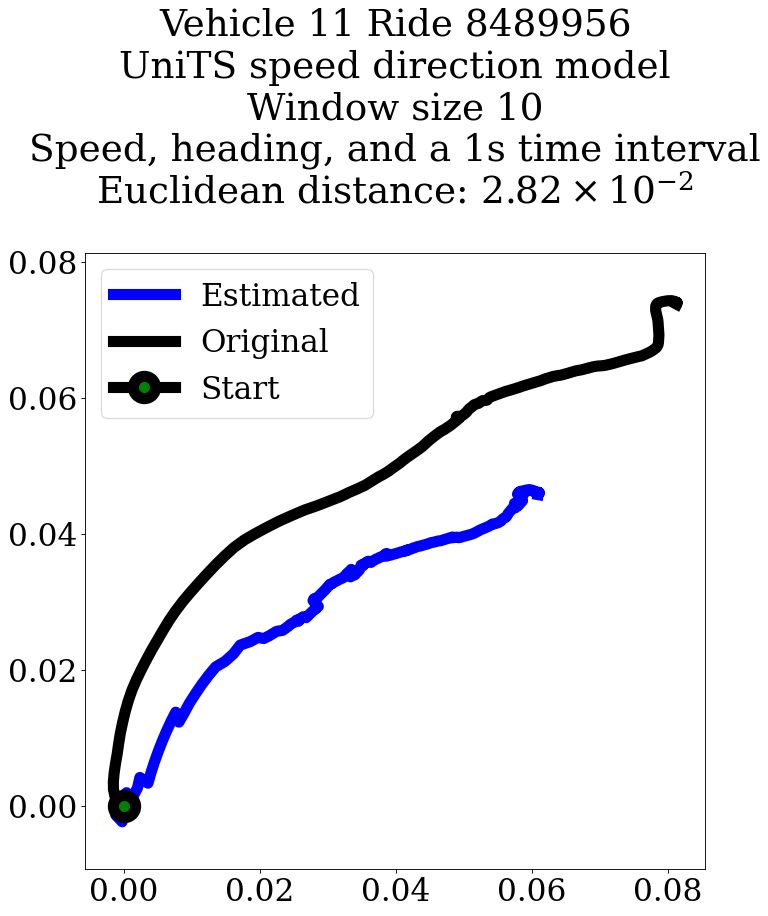 Vehicle 11 Ride 8489956
UniTS speed direction model
Window size 10
Speed, heading, and a 1s time interval
Euclidean distance: 2.82 × 10⁻²
0.08
Estimated
Original
Start
0.06
0.04
0.02
0.00
0.00 0.02 0.04 0.06 0.08